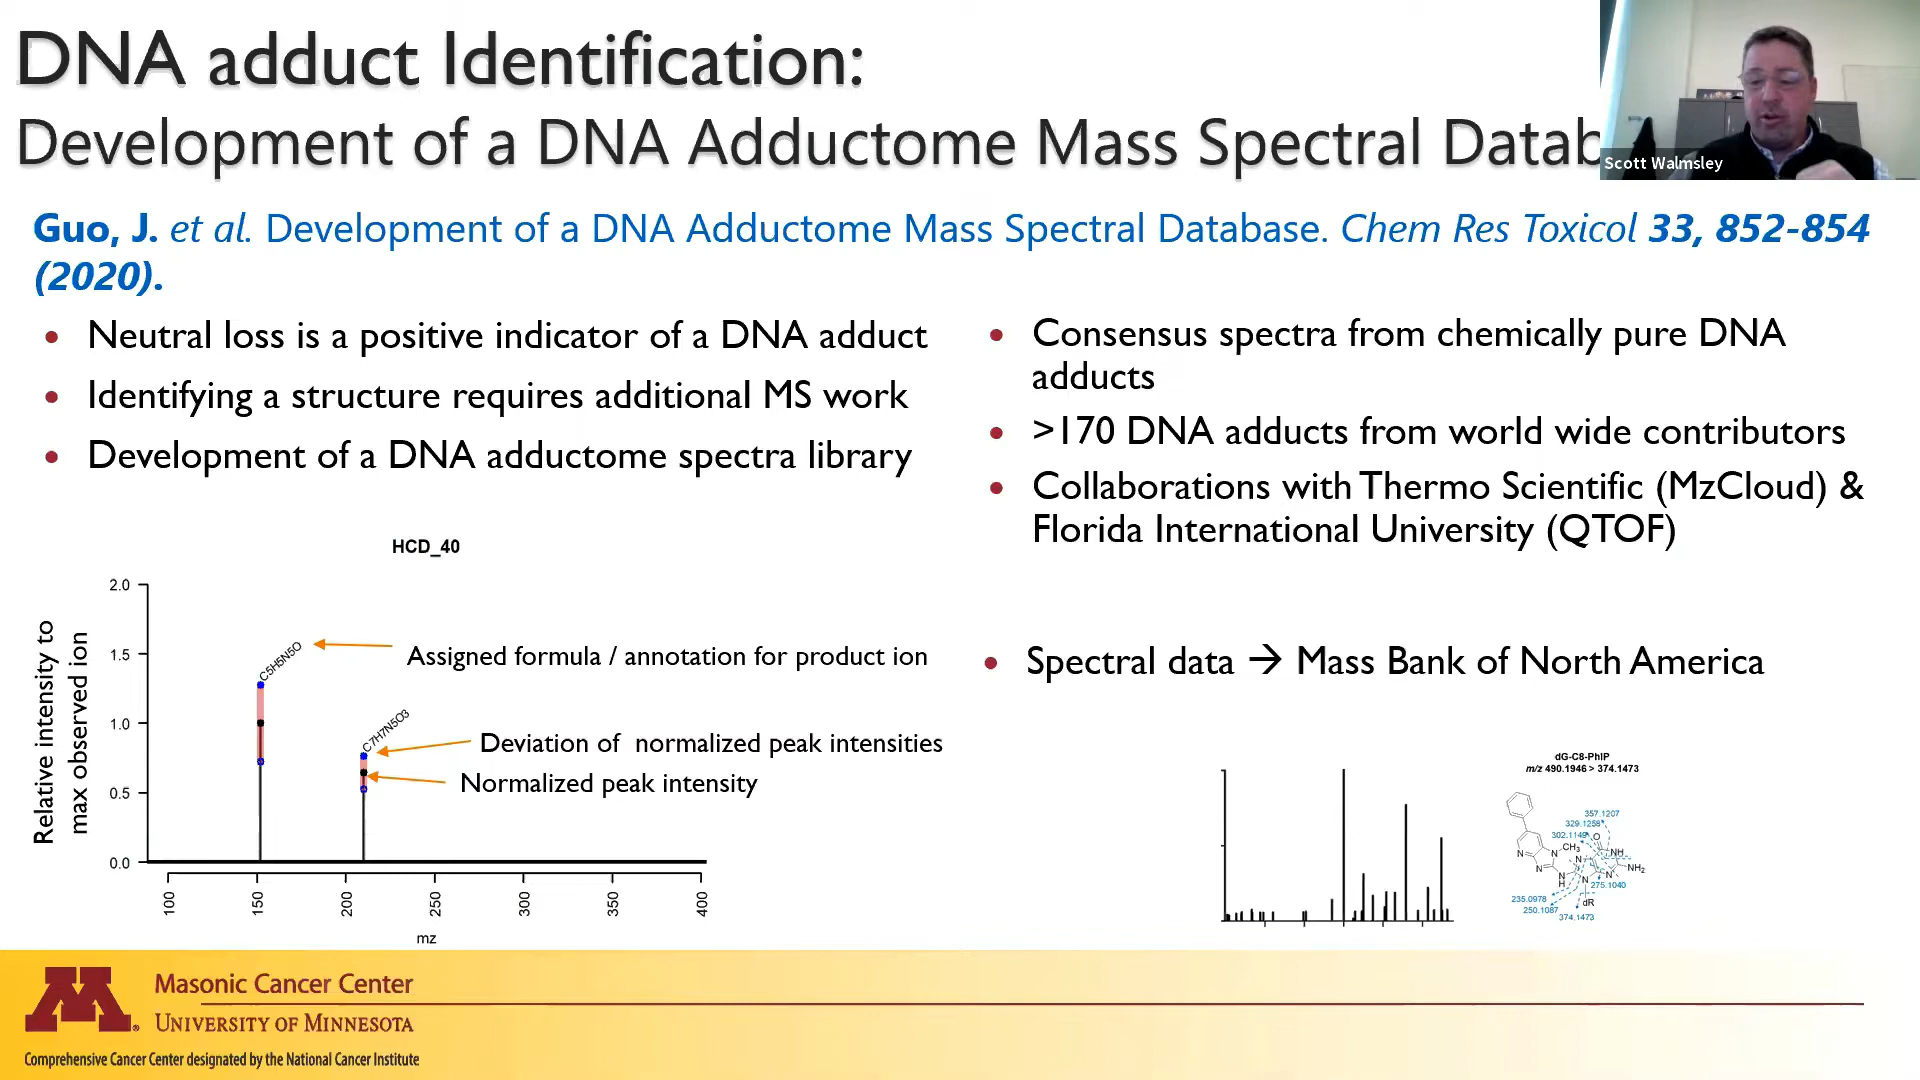 DNA adduct Identification:
Development of a DNA Adductome Mass Spectral Datab
Scott Walmsley
Guo, J. et al. Development of a DNA Adductome Mass Spectral Database. Chem Res Toxicol 33, 852-854
(2020).
• Neutral loss is a positive indicator of a DNA adduct
• Identifying a structure requires additional MS work
• Development of a DNA adductome spectra library
• Consensus spectra from chemically pure DNA
adducts
• >170 DNA adducts from world wide contributors
• Collaborations with Thermo Scientific (MzCloud) &
Florida International University (QTOF)
• Spectral data → Mass Bank of North America
HCD_40
Relative intensity to
max observed ion
2.0
1.5
1.0
0.5
0.0
C5H5N5O
C7H7N5O3
Assigned formula / annotation for product ion
Deviation of normalized peak intensities
Normalized peak intensity
100
150
200
250
300
350
400
mz
dG-C8-PhIP
m/z 490.1946 > 374.1473
357.1207
329.1258
302.1149
O
CH3
N
NH
N
N
N
NH2
N
N
H
N
275.1040
235.0978
dR
250.1087
374.1473
M
Masonic Cancer Center
UNIVERSITY OF MINNESOTA
Comprehensive Cancer Center designated by the National Cancer Institute